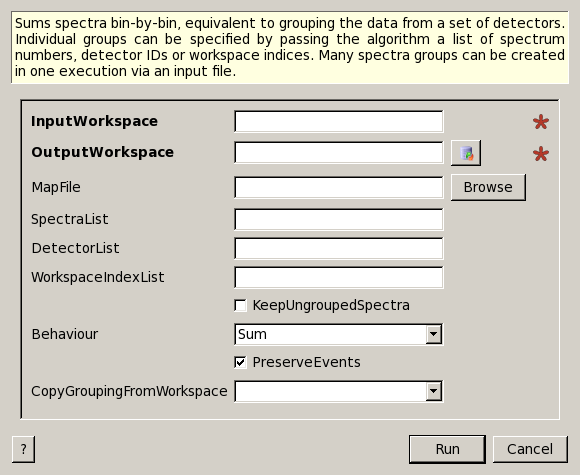 Sums spectra bin-by-bin, equivalent to grouping the data from a set of detectors.
Individual groups can be specified by passing the algorithm a list of spectrum
numbers, detector IDs or workspace indices. Many spectra groups can be created
in one execution via an input file.
InputWorkspace
*
OutputWorkspace
*
MapFile
Browse
SpectraList
DetectorList
WorkspaceIndexList
KeepUngroupedSpectra
Behaviour
Sum
PreserveEvents
CopyGroupingFromWorkspace
?
Run
Cancel